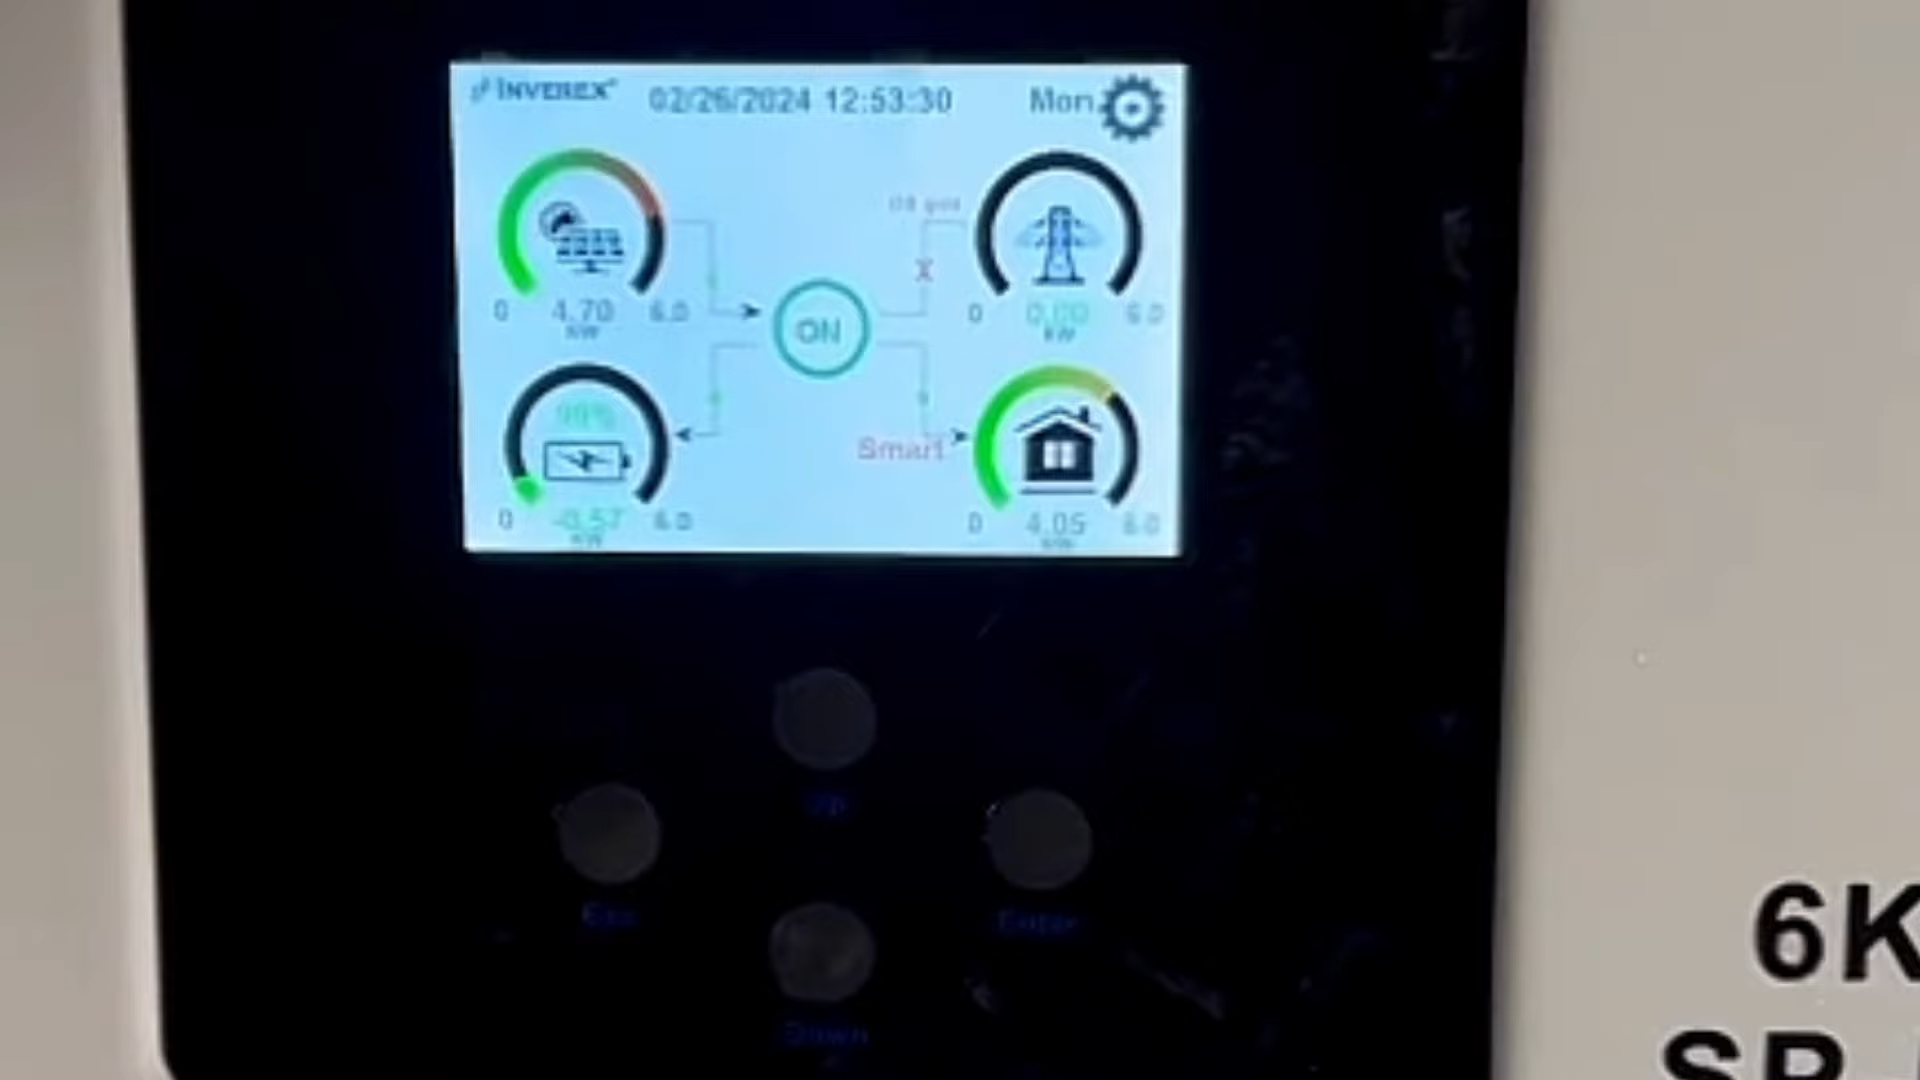 INVEREX 02/26/2024 12:53:30 Mon
0 4.70 6.0
kW
0 0.00 6.0
kW
ON
Smart
0 -0.57 6.0
kW
0 4.05 6.0
kW
Up
Esc
Enter
Down
6K
SP